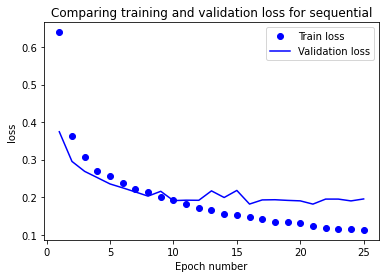 Comparing training and validation loss for sequential
Train loss
Validation loss
0.6
0.5
0.4
0.3
0.2
0.1
loss
0
5
10
15
20
25
Epoch number